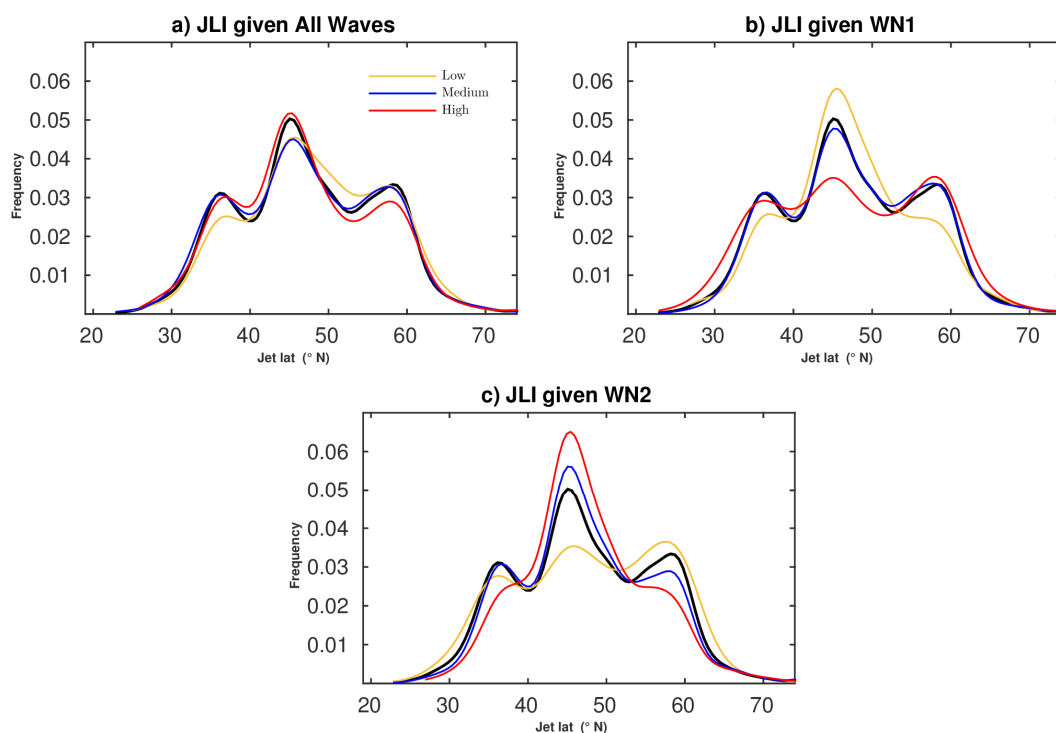 a) JLI given All Waves
0.06
0.05
0.04
0.03
0.02
0.01
Frequency
Low
Medium
High
20 30 40 50 60 70
Jet lat (° N)
b) JLI given WN1
0.06
0.05
0.04
0.03
0.02
0.01
Frequency
20 30 40 50 60 70
Jet lat (° N)
c) JLI given WN2
0.06
0.05
0.04
0.03
0.02
0.01
Frequency
20 30 40 50 60 70
Jet lat (° N)